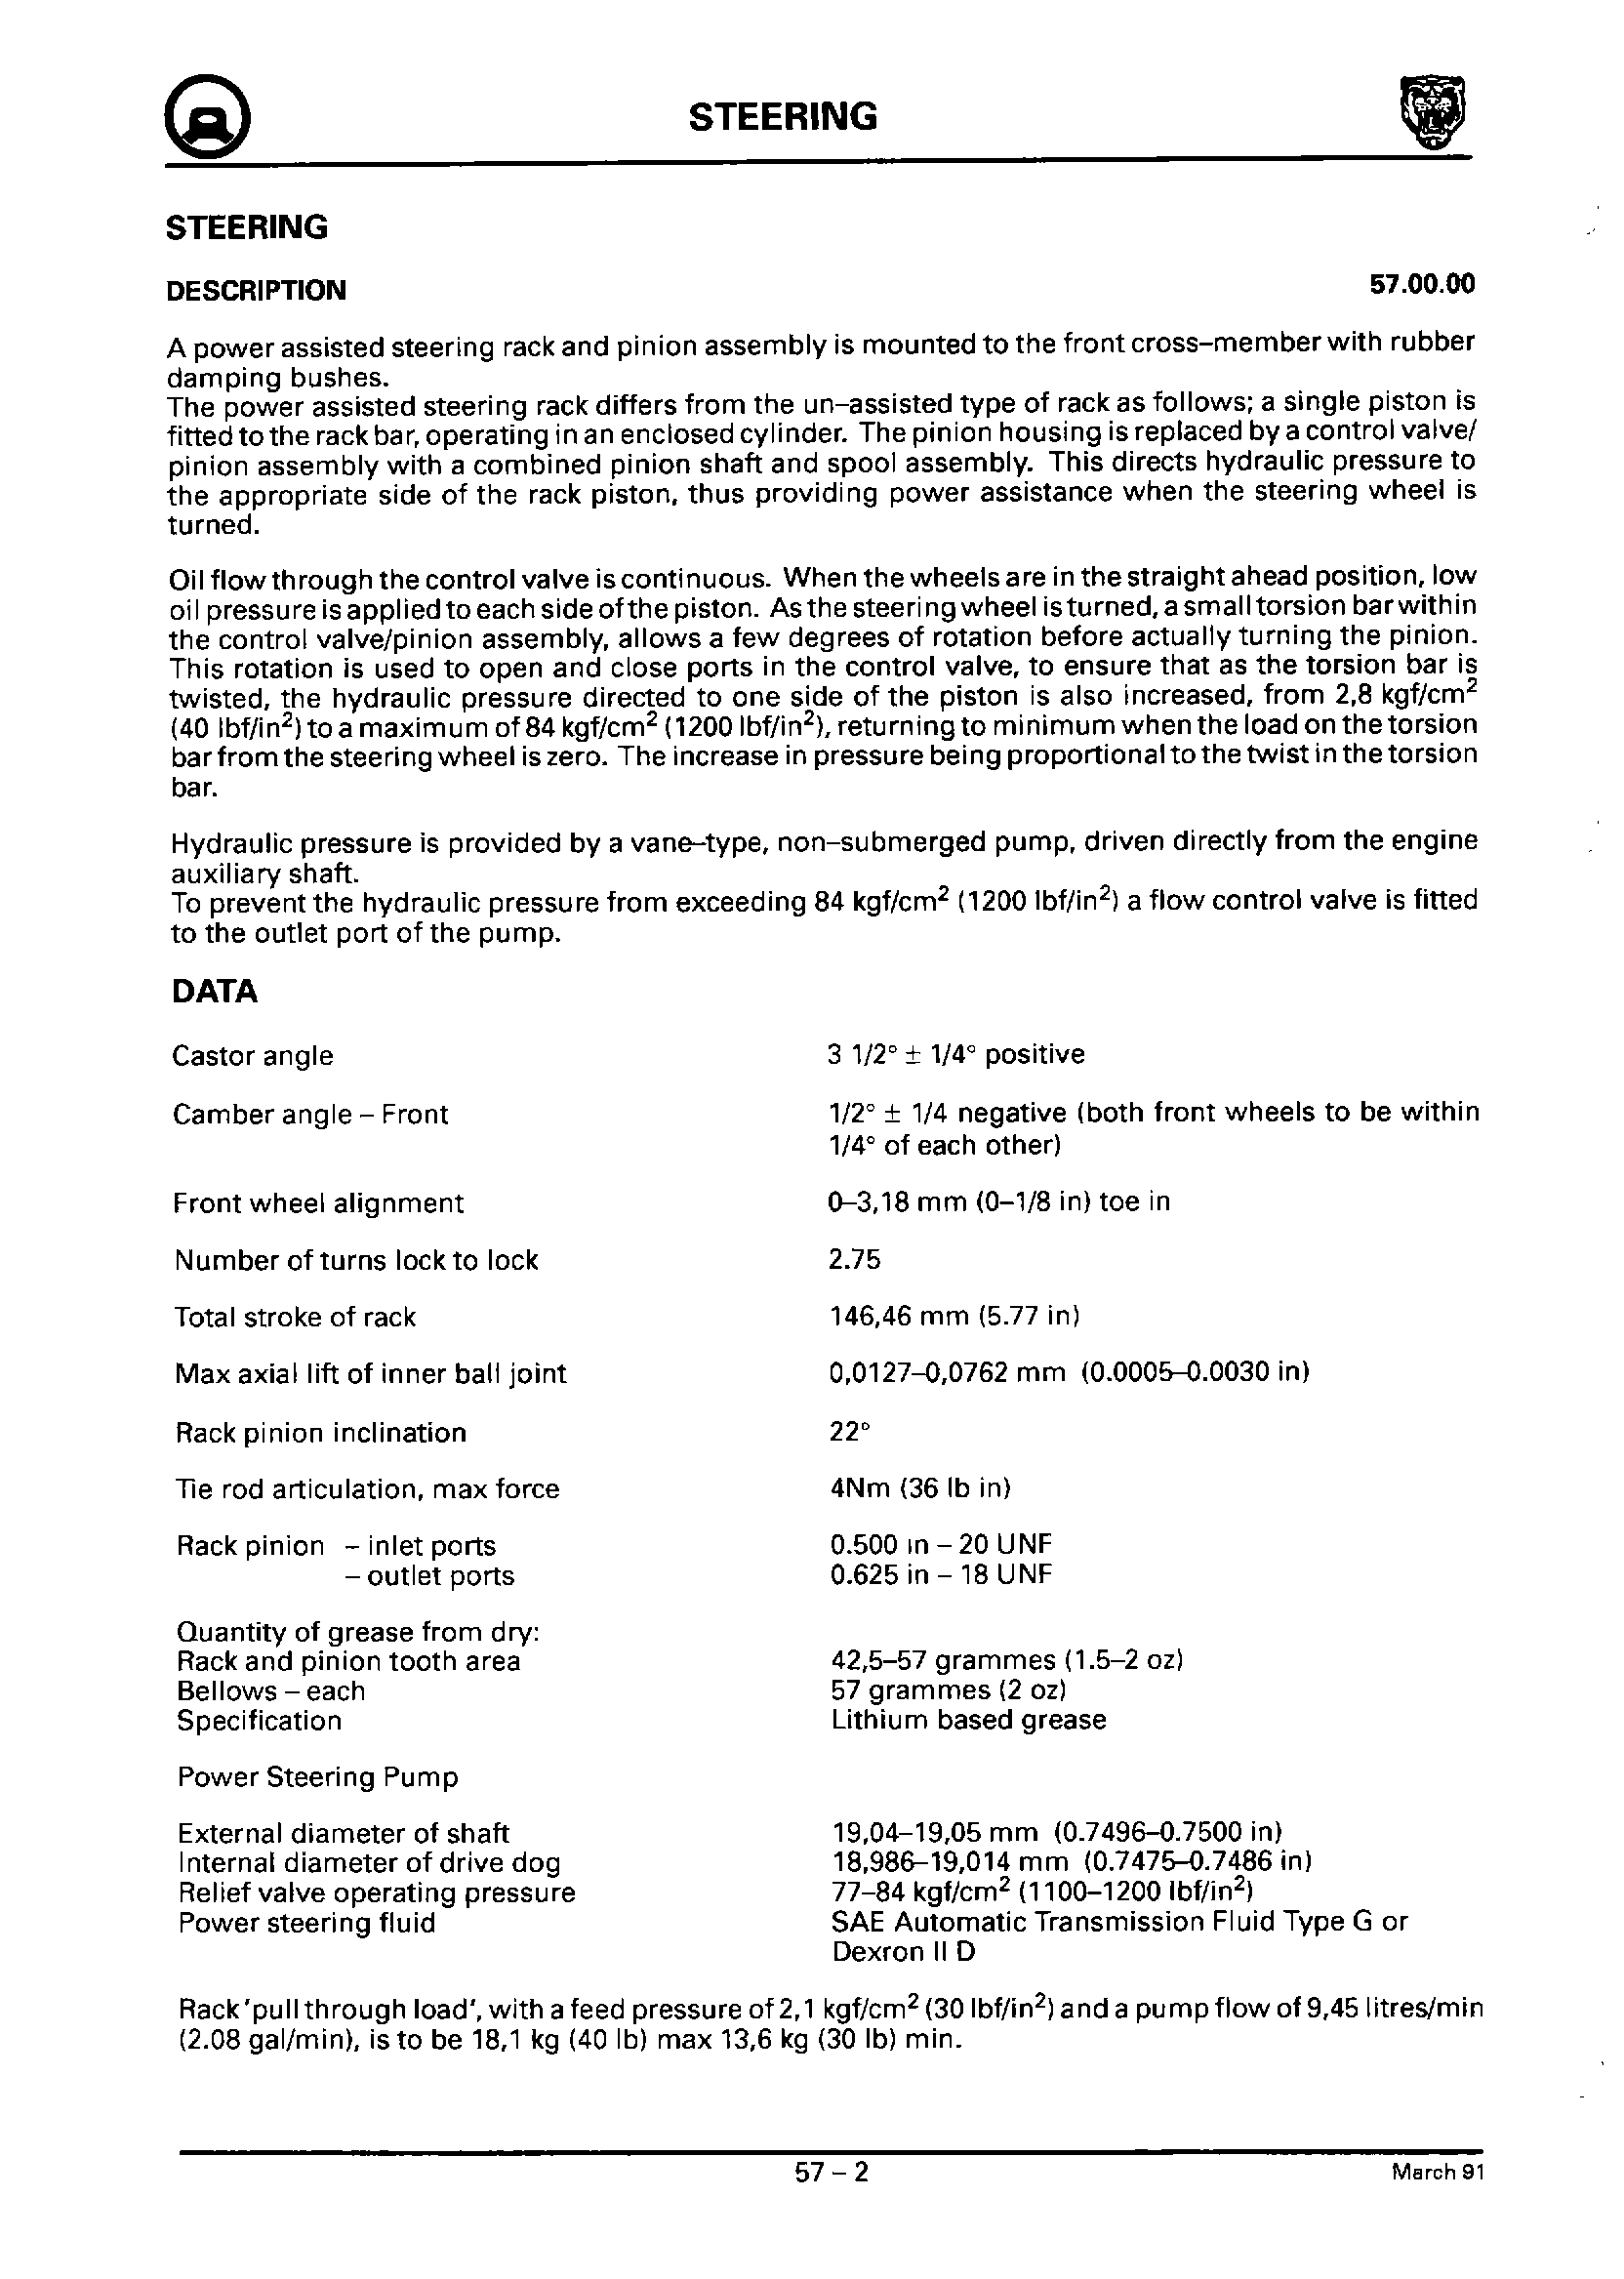 STEERING
STEERING
DESCRIPTION 57.00.00
A power assisted steering rack and pinion assembly is mounted to the front cross–member with rubber
damping bushes.
The power assisted steering rack differs from the un–assisted type of rack as follows; a single piston is
fitted to the rack bar, operating in an enclosed cylinder. The pinion housing is replaced by a control valve/
pinion assembly with a combined pinion shaft and spool assembly. This directs hydraulic pressure to
the appropriate side of the rack piston, thus providing power assistance when the steering wheel is
turned.
Oil flow through the control valve is continuous. When the wheels are in the straight ahead position, low
oil pressure is applied to each side of the piston. As the steering wheel is turned, a small torsion bar within
the control valve/pinion assembly, allows a few degrees of rotation before actually turning the pinion.
This rotation is used to open and close ports in the control valve, to ensure that as the torsion bar is
twisted, the hydraulic pressure directed to one side of the piston is also increased, from 2,8 kgf/cm²
(40 lbf/in²) to a maximum of 84 kgf/cm² (1200 lbf/in²), returning to minimum when the load on the torsion
bar from the steering wheel is zero. The increase in pressure being proportional to the twist in the torsion
bar.
Hydraulic pressure is provided by a vane–type, non–submerged pump, driven directly from the engine
auxiliary shaft.
To prevent the hydraulic pressure from exceeding 84 kgf/cm² (1200 lbf/in²) a flow control valve is fitted
to the outlet port of the pump.
DATA
Castor angle 3 1/2° ± 1/4° positive
Camber angle – Front 1/2° ± 1/4 negative (both front wheels to be within
1/4° of each other)
Front wheel alignment 0–3,18 mm (0–1/8 in) toe in
Number of turns lock to lock 2.75
Total stroke of rack 146,46 mm (5.77 in)
Max axial lift of inner ball joint 0,0127–0,0762 mm (0.0005–0.0030 in)
Rack pinion inclination 22°
Tie rod articulation, max force 4Nm (36 lb in)
Rack pinion – inlet ports 0.500 in – 20 UNF
– outlet ports 0.625 in – 18 UNF
Quantity of grease from dry:
Rack and pinion tooth area 42,5–57 grammes (1.5–2 oz)
Bellows – each 57 grammes (2 oz)
Specification Lithium based grease
Power Steering Pump
External diameter of shaft 19,04–19,05 mm (0.7496–0.7500 in)
Internal diameter of drive dog 18,986–19,014 mm (0.7475–0.7486 in)
Relief valve operating pressure 77–84 kgf/cm² (1100–1200 lbf/in²)
Power steering fluid SAE Automatic Transmission Fluid Type G or
Dexron II D
Rack 'pull through load', with a feed pressure of 2,1 kgf/cm² (30 lbf/in²) and a pump flow of 9,45 litres/min
(2.08 gal/min), is to be 18,1 kg (40 lb) max 13,6 kg (30 lb) min.
57 – 2 March 91